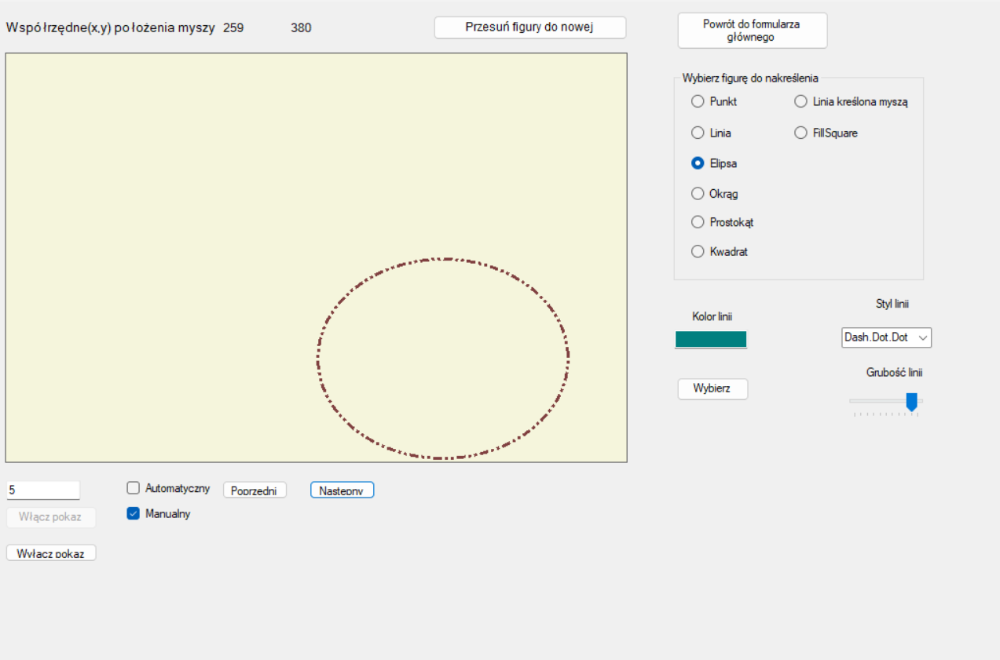 Współrzędne(x,y) położenia myszy 259 380
Przesuń figury do nowej
Powrót do formularza
głównego
Wybierz figurę do nakreślenia
Punkt
Linia kreślona myszą
Linia
FillSquare
Elipsa
Okrąg
Prostokąt
Kwadrat
Kolor linii
Styl linii
Dash.Dot.Dot
Wybierz
Grubość linii
5
Automatyczny
Poprzedni
Następny
Włącz pokaz
Manualny
Wyłącz pokaz